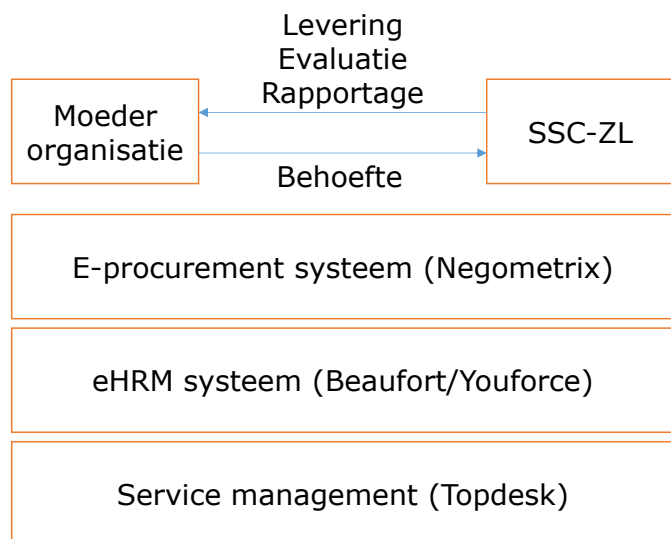 Levering
Evaluatie
Rapportage
Moeder
organisatie
SSC-ZL
Behoefte
E-procurement systeem (Negometrix)
eHRM systeem (Beaufort/Youforce)
Service management (Topdesk)